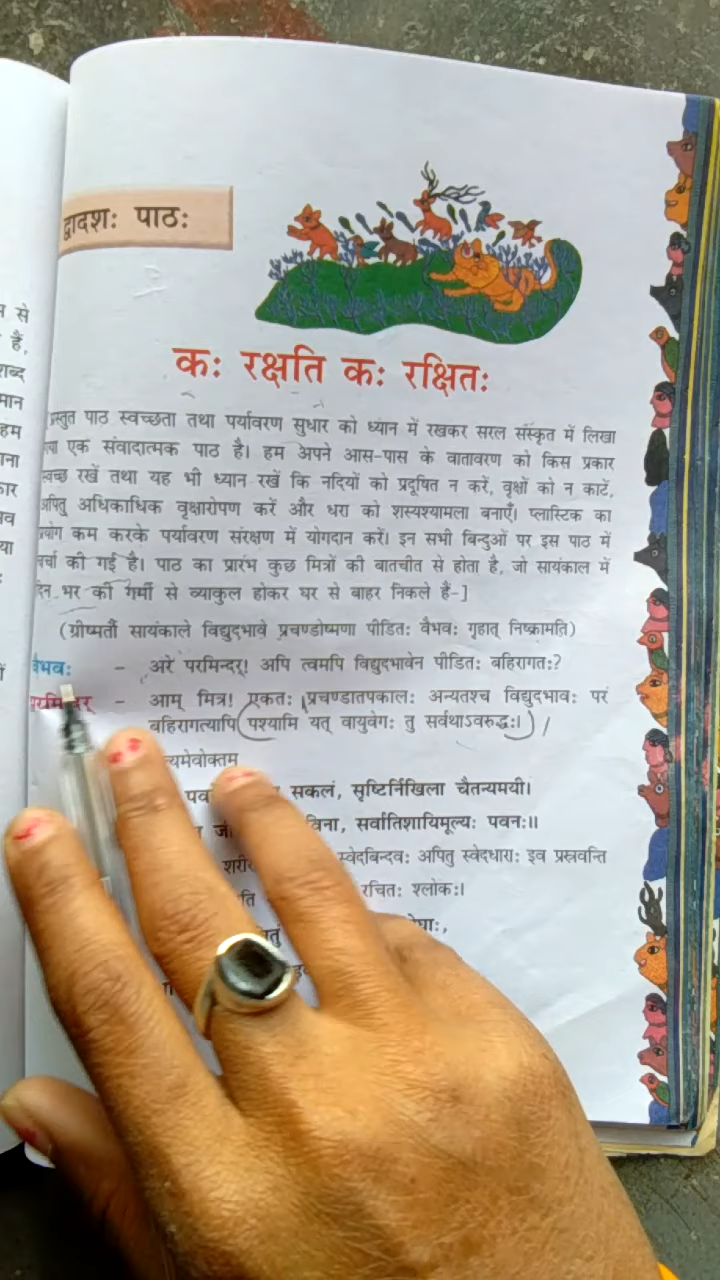 द्वादशः पाठः
कः रक्षति कः रक्षितः
प्रस्तुत पाठ स्वच्छता तथा पर्यावरण सुधार को ध्यान में रखकर सरल संस्कृत में लिखा
एक संवादात्मक पाठ है। हम अपने आस-पास के वातावरण को किस प्रकार
स्वच्छ रखें तथा यह भी ध्यान रखें कि नदियों को प्रदूषित न करें, वृक्षों को न काटें,
अपितु अधिकाधिक वृक्षारोपण करें और धरा को शस्यश्यामला बनाएँ। प्लास्टिक का
प्रयोग कम करके पर्यावरण संरक्षण में योगदान करें। इन सभी बिन्दुओं पर इस पाठ में
चर्चा की गई है। पाठ का प्रारंभ कुछ मित्रों की बातचीत से होता है, जो सायंकाल में
दिन भर की गर्मी से व्याकुल होकर घर से बाहर निकले हैं-]
(ग्रीष्मर्तौ सायंकाले विद्युदभावे प्रचण्डोष्मणा पीडितः वैभवः गृहात् निष्क्रामति)
वैभवः – अरे परमिन्दर्! अपि त्वमपि विद्युदभावेन पीडितः बहिरागतः?
परमिन्दर् – आम् मित्र! एकतः प्रचण्डातपकालः अन्यतश्च विद्युदभावः परं
बहिरागत्यापि पश्यामि यत् वायुवेगः तु सर्वथाऽवरुद्धः।
त्यमेवोक्तम्
सकलं, सृष्टिर्निखिला चैतन्यमयी।
विना, सर्वातिशायिमूल्यः पवनः॥
स्वेदबिन्दवः अपितु स्वेदधाराः इव प्रस्रवन्ति
रचितः श्लोकः।